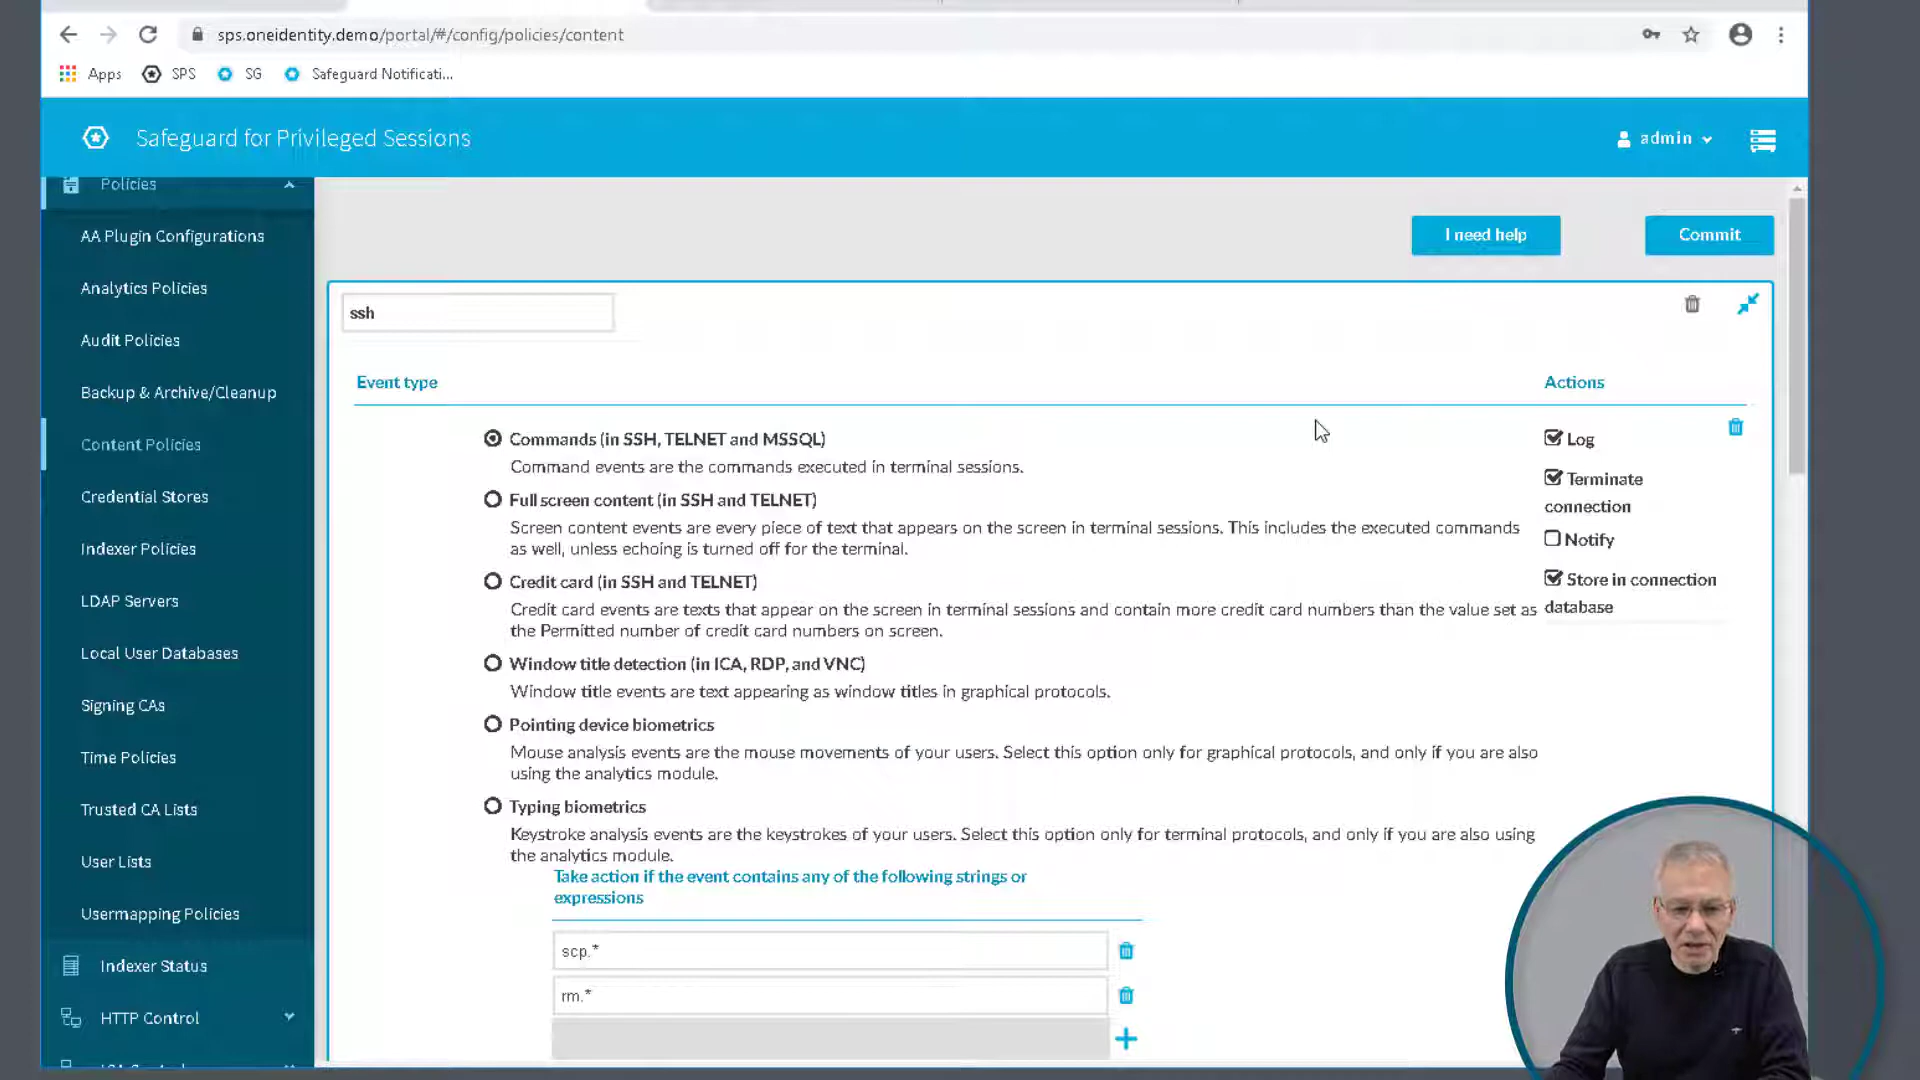 sps.oneidentity.demo/portal/#/config/policies/content
Apps SPS SG Safeguard Notificati...
Safeguard for Privileged Sessions
admin
Policies
AA Plugin Configurations
Analytics Policies
Audit Policies
Backup & Archive/Cleanup
Content Policies
Credential Stores
Indexer Policies
LDAP Servers
Local User Databases
Signing CAs
Time Policies
Trusted CA Lists
User Lists
Usermapping Policies
Indexer Status
HTTP Control
I need help
Commit
ssh
Event type
Actions
Commands (in SSH, TELNET and MSSQL)
Command events are the commands executed in terminal sessions.
Full screen content (in SSH and TELNET)
Screen content events are every piece of text that appears on the screen in terminal sessions. This includes the executed commands
as well, unless echoing is turned off for the terminal.
Credit card (in SSH and TELNET)
Credit card events are texts that appear on the screen in terminal sessions and contain more credit card numbers than the value set as
the Permitted number of credit card numbers on screen.
Window title detection (in ICA, RDP, and VNC)
Window title events are text appearing as window titles in graphical protocols.
Pointing device biometrics
Mouse analysis events are the mouse movements of your users. Select this option only for graphical protocols, and only if you are also
using the analytics module.
Typing biometrics
Keystroke analysis events are the keystrokes of your users. Select this option only for terminal protocols, and only if you are also using
the analytics module.
Take action if the event contains any of the following strings or
expressions
scp.*
rm.*
Log
Terminate
connection
Notify
Store in connection
database